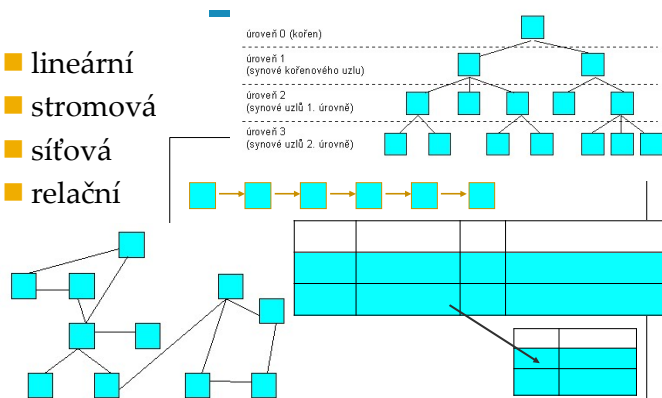 lineární
stromová
síťová
relační
úroveň 0 (kořen)
úroveň 1
(synové kořenového uzlu)
úroveň 2
(synové uzlů 1. úrovně)
úroveň 3
(synové uzlů 2. úrovně)